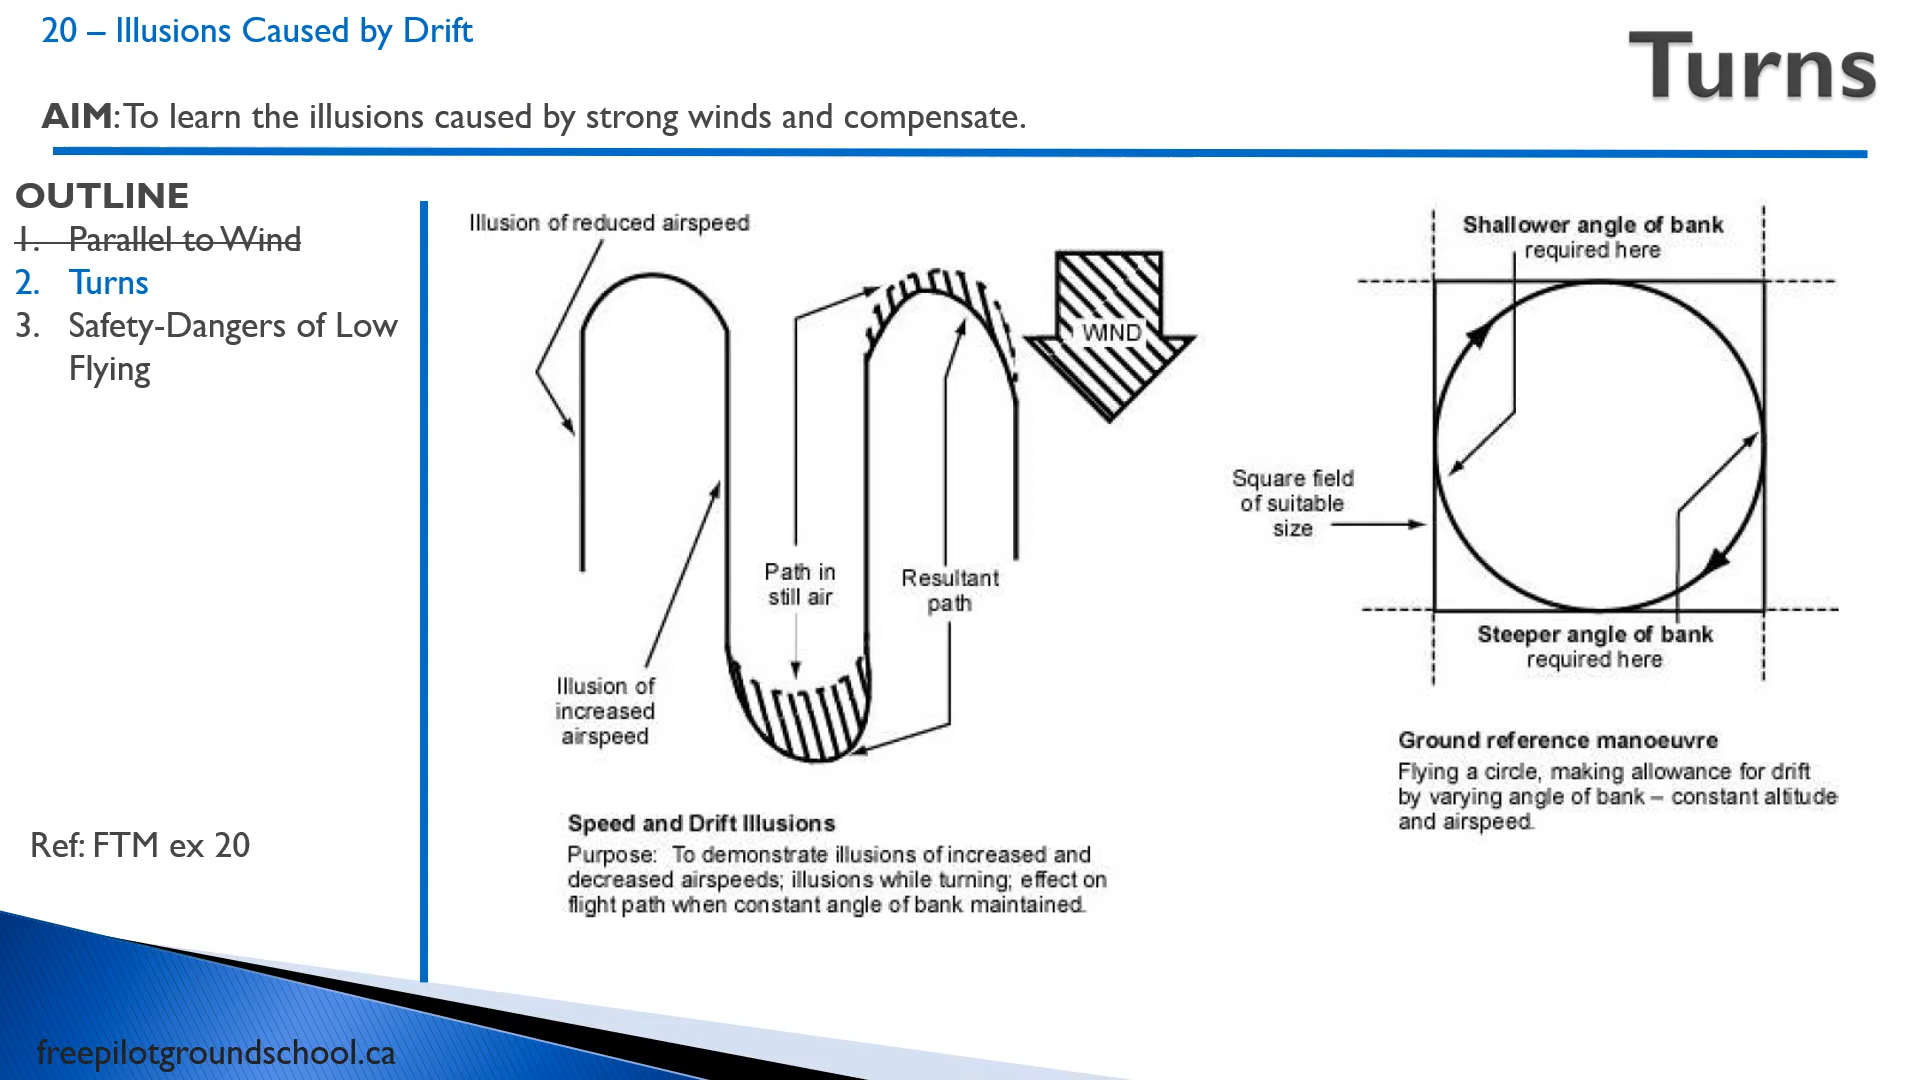 20 – Illusions Caused by Drift
Turns
AIM: To learn the illusions caused by strong winds and compensate.
OUTLINE
1. Parallel to Wind
2. Turns
3. Safety-Dangers of Low
Flying
Ref: FTM ex 20
freepilotgroundschool.ca
Illusion of reduced airspeed
WIND
Path in
still air
Resultant
path
Illusion of
increased
airspeed
Speed and Drift Illusions
Purpose: To demonstrate illusions of increased and
decreased airspeeds; illusions while turning; effect on
flight path when constant angle of bank maintained.
Shallower angle of bank
required here
Square field
of suitable
size
Steeper angle of bank
required here
Ground reference manoeuvre
Flying a circle, making allowance for drift
by varying angle of bank – constant altitude
and airspeed.